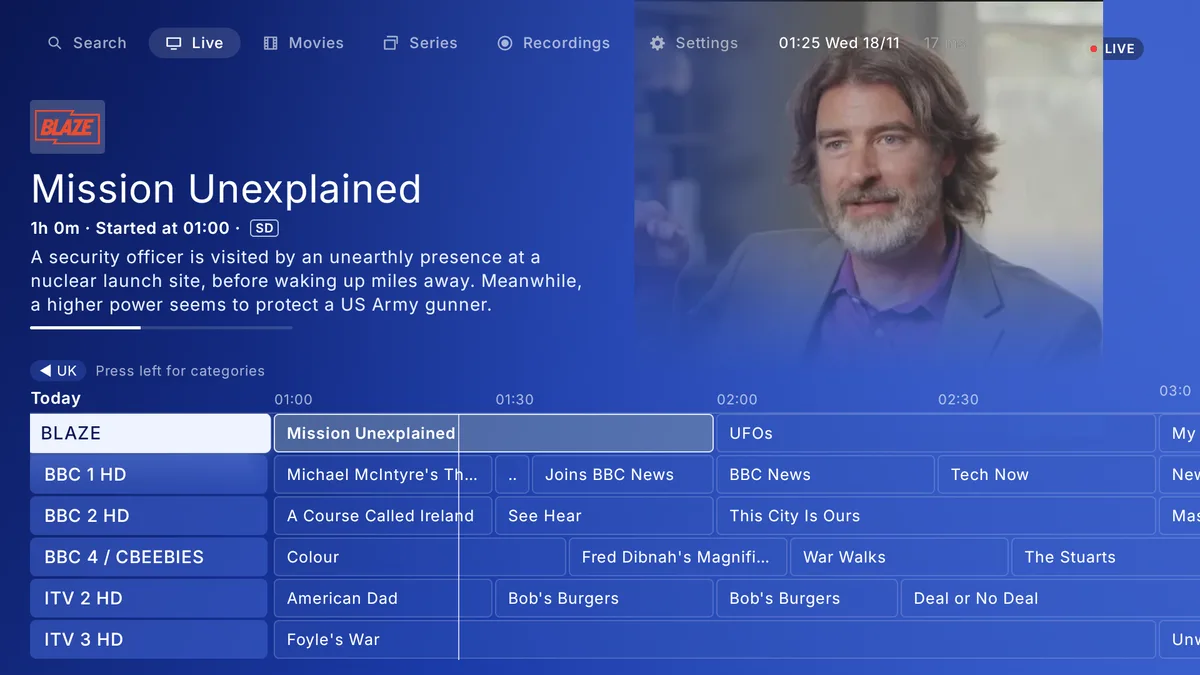 Search Live Movies Series Recordings Settings 01:25 Wed 18/11 17
LIVE
BLAZE
Mission Unexplained
1h 0m · Started at 01:00 · SD
A security officer is visited by an unearthly presence at a
nuclear launch site, before waking up miles away. Meanwhile,
a higher power seems to protect a US Army gunner.
UK Press left for categories
Today 01:00 01:30 02:00 02:30 03:0
BLAZE Mission Unexplained UFOs My
BBC 1 HD Michael McIntyre's Th... .. Joins BBC News BBC News Tech Now New
BBC 2 HD A Course Called Ireland See Hear This City Is Ours Mas
BBC 4 / CBEEBIES Colour Fred Dibnah's Magnifi... War Walks The Stuarts
ITV 2 HD American Dad Bob's Burgers Bob's Burgers Deal or No Deal
ITV 3 HD Foyle's War Unw